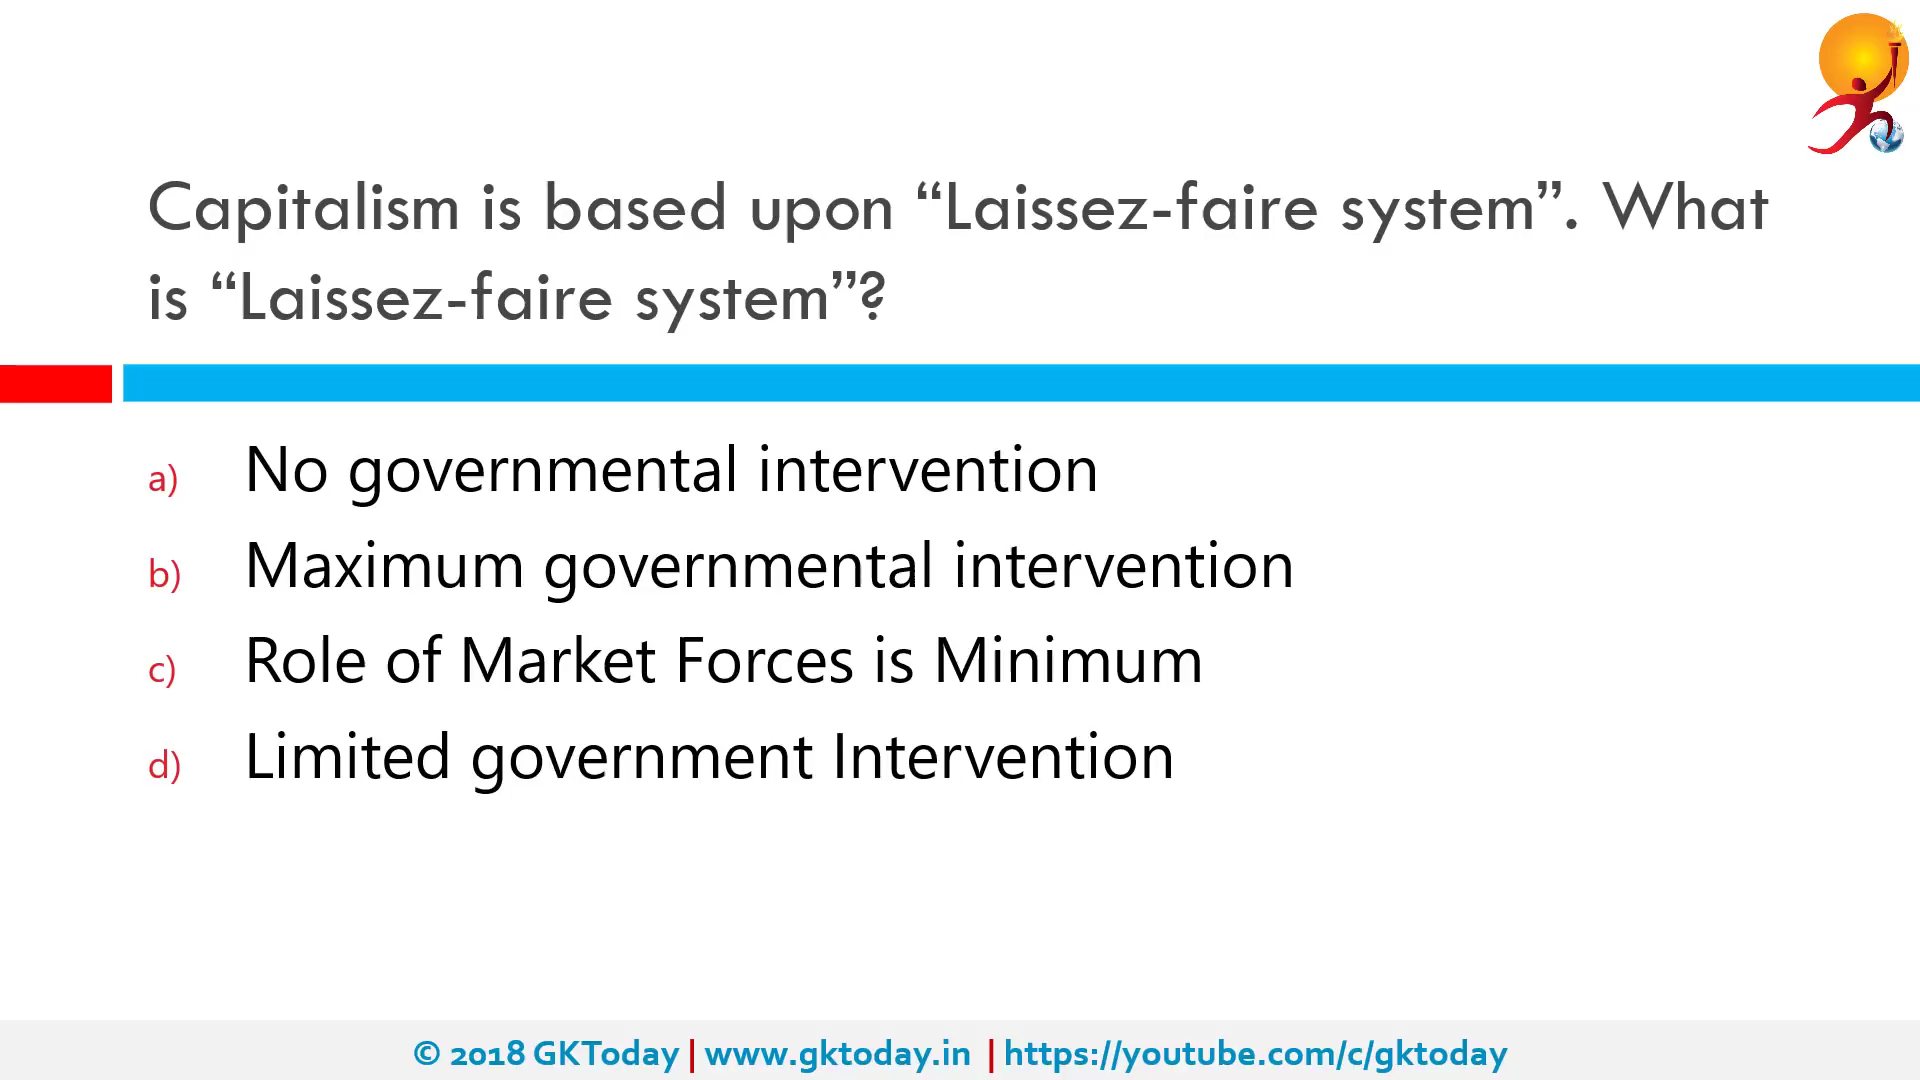 Capitalism is based upon “Laissez-faire system”. What
is “Laissez-faire system”?
a) No governmental intervention
b) Maximum governmental intervention
c) Role of Market Forces is Minimum
d) Limited government Intervention
© 2018 GKToday | www.gktoday.in | https://youtube.com/c/gktoday